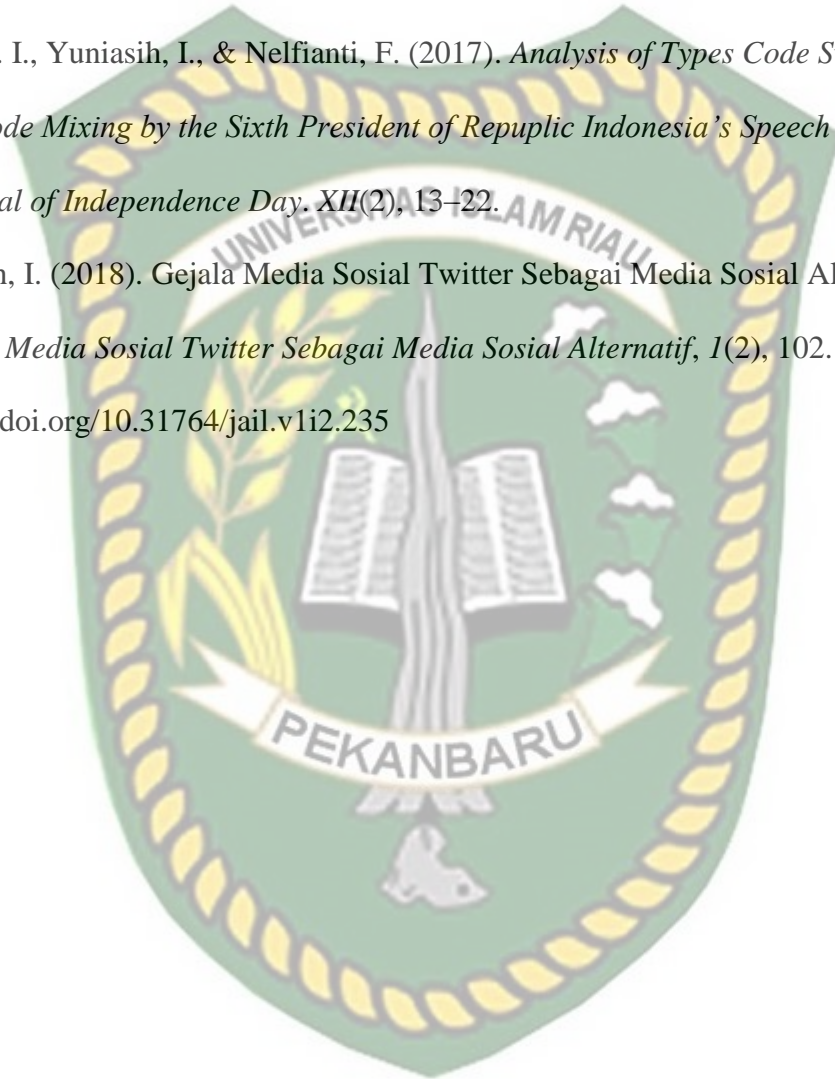 . I., Yuniasih, I., & Nelfianti, F. (2017). Analysis of Types Code S
ode Mixing by the Sixth President of Repuplic Indonesia's Speech
al of Independence Day. XII(2), 13–22.
UNIVERSITAS ISLAM RIAU
n, I. (2018). Gejala Media Sosial Twitter Sebagai Media Sosial Al
Media Sosial Twitter Sebagai Media Sosial Alternatif, 1(2), 102.
doi.org/10.31764/jail.v1i2.235
PEKANBARU